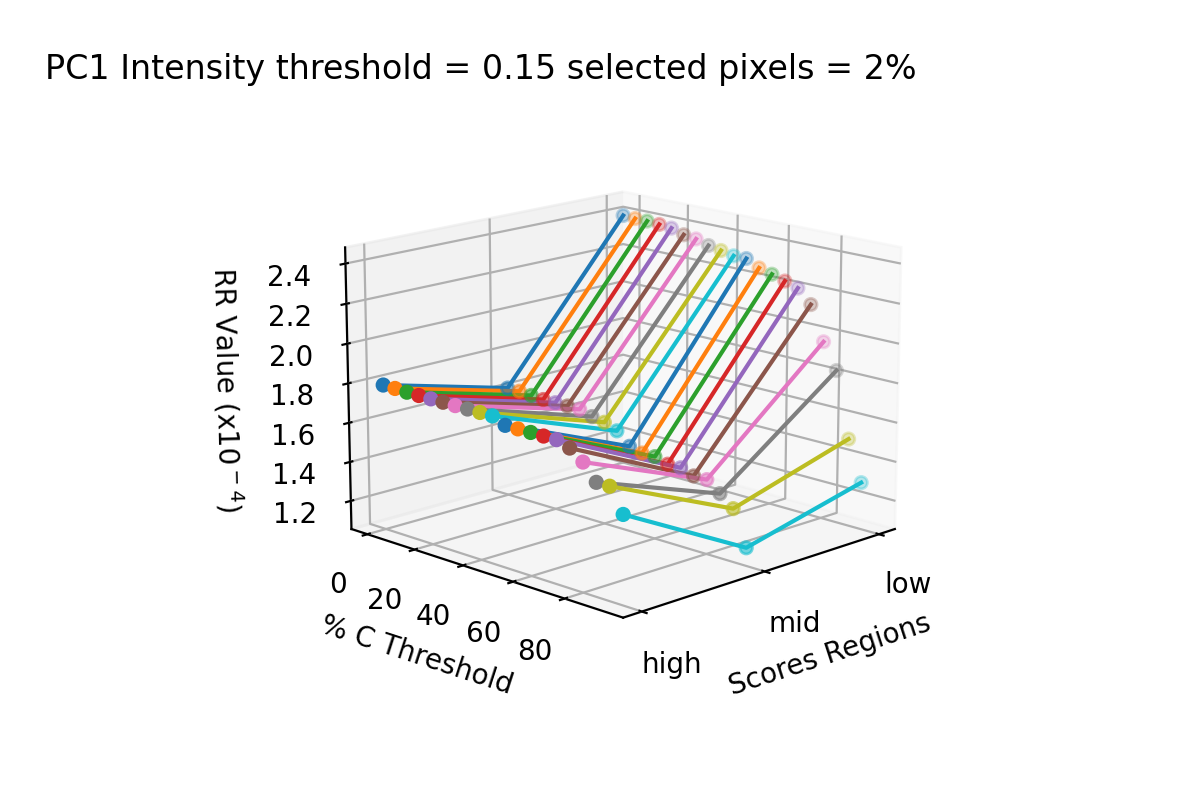 PC1 Intensity threshold = 0.15 selected pixels = 2%
RR Value (x10⁻⁴)
2.4
2.2
2.0
1.8
1.6
1.4
1.2
0
20
40
60
80
% C Threshold
high
mid
low
Scores Regions